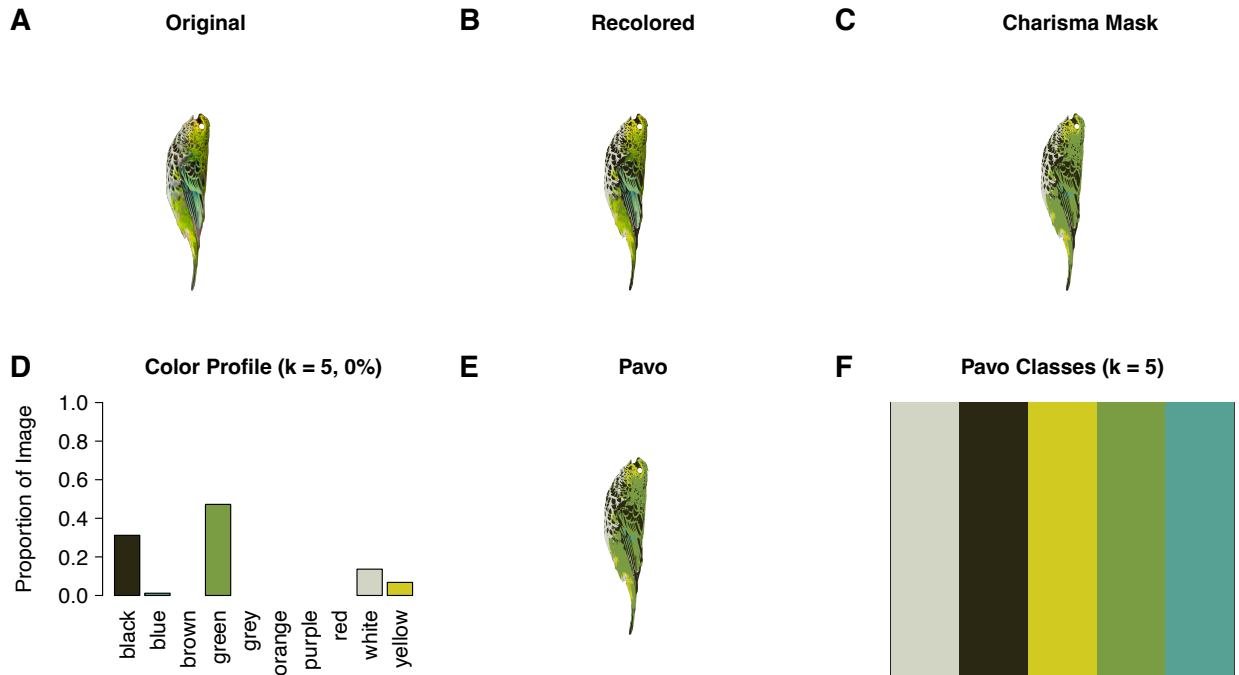 A Original
B Recolored
C Charisma Mask
D Color Profile (k = 5, 0%)
Proportion of Image
1.0
0.8
0.6
0.4
0.2
0.0
black
blue
brown
green
grey
orange
purple
red
white
yellow
E Pavo
F Pavo Classes (k = 5)